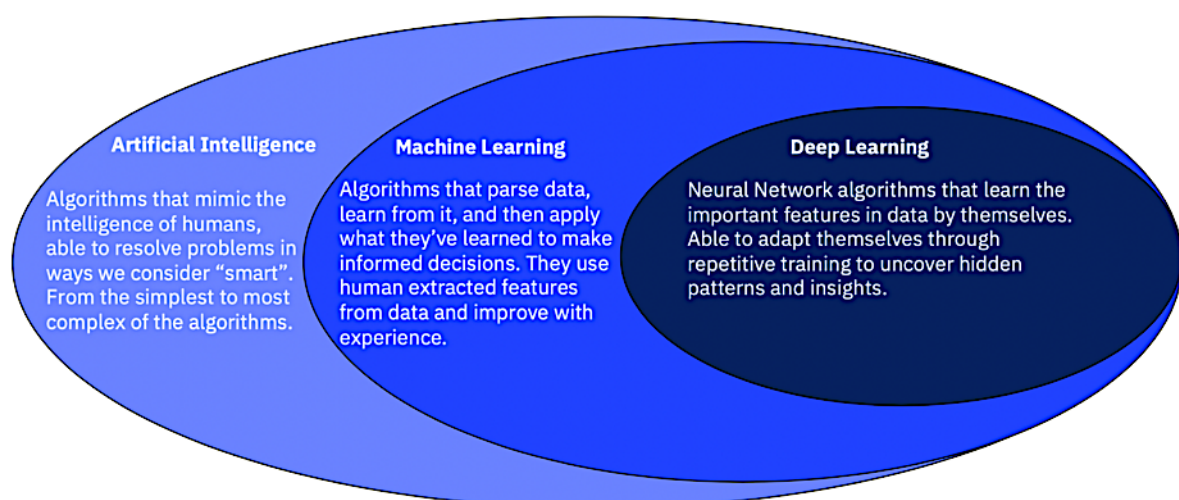 Artificial Intelligence
Algorithms that mimic the
intelligence of humans,
able to resolve problems in
ways we consider “smart”.
From the simplest to most
complex of the algorithms.
Machine Learning
Algorithms that parse data,
learn from it, and then apply
what they’ve learned to make
informed decisions. They use
human extracted features
from data and improve with
experience.
Deep Learning
Neural Network algorithms that learn the
important features in data by themselves.
Able to adapt themselves through
repetitive training to uncover hidden
patterns and insights.